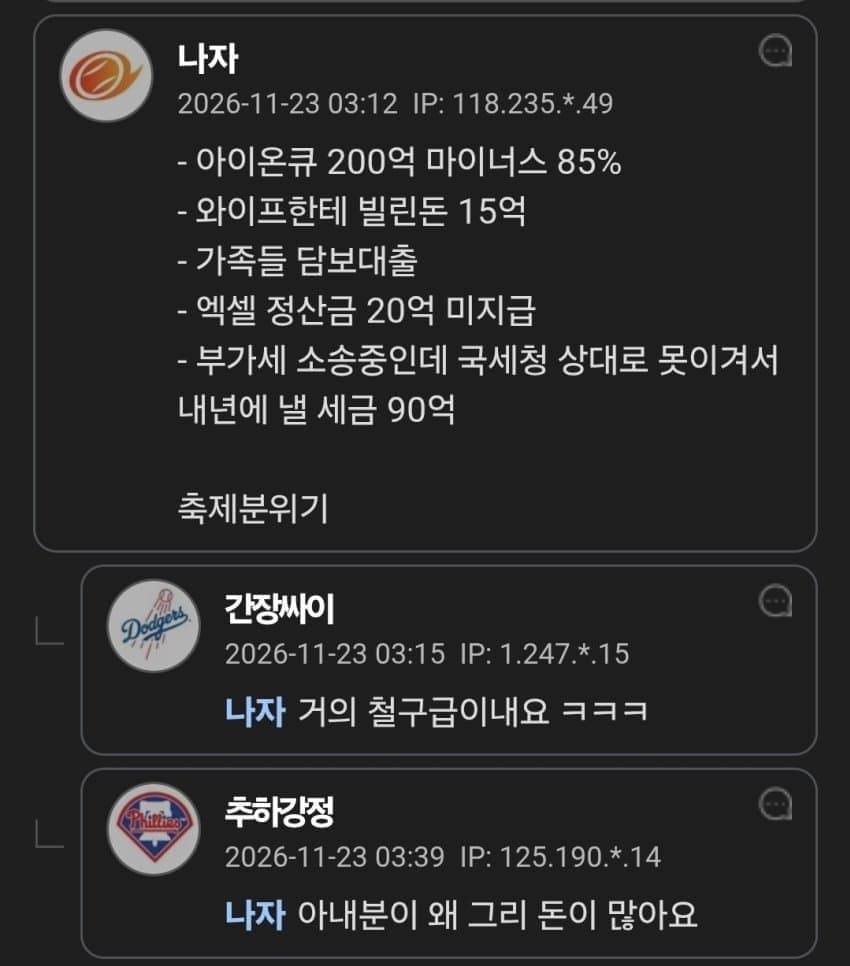 나자
2026-11-23 03:12 IP: 118.235.*.49
- 아이온큐 200억 마이너스 85%
- 와이프한테 빌린돈 15억
- 가족들 담보대출
- 엑셀 정산금 20억 미지급
- 부가세 소송중인데 국세청 상대로 못이겨서
내년에 낼 세금 90억
축제분위기
Dodgers
간장싸이
2026-11-23 03:15 IP: 1.247.*.15
나자 거의 철구급이내요 ㅋㅋㅋ
Phillies
추하강정
2026-11-23 03:39 IP: 125.190.*.14
나자 아내분이 왜 그리 돈이 많아요